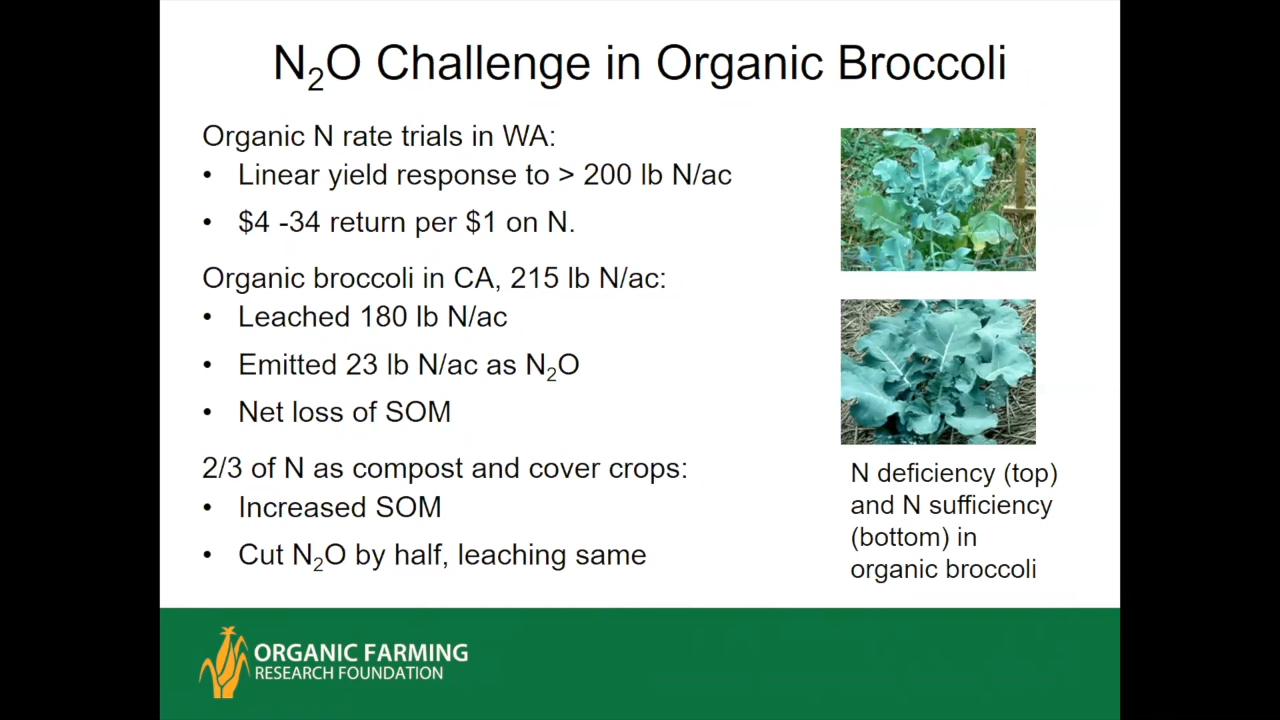 N₂O Challenge in Organic Broccoli
Organic N rate trials in WA:
• Linear yield response to > 200 lb N/ac
• $4 -34 return per $1 on N.
Organic broccoli in CA, 215 lb N/ac:
• Leached 180 lb N/ac
• Emitted 23 lb N/ac as N₂O
• Net loss of SOM
2/3 of N as compost and cover crops:
• Increased SOM
• Cut N₂O by half, leaching same
N deficiency (top)
and N sufficiency
(bottom) in
organic broccoli
ORGANIC FARMING
RESEARCH FOUNDATION